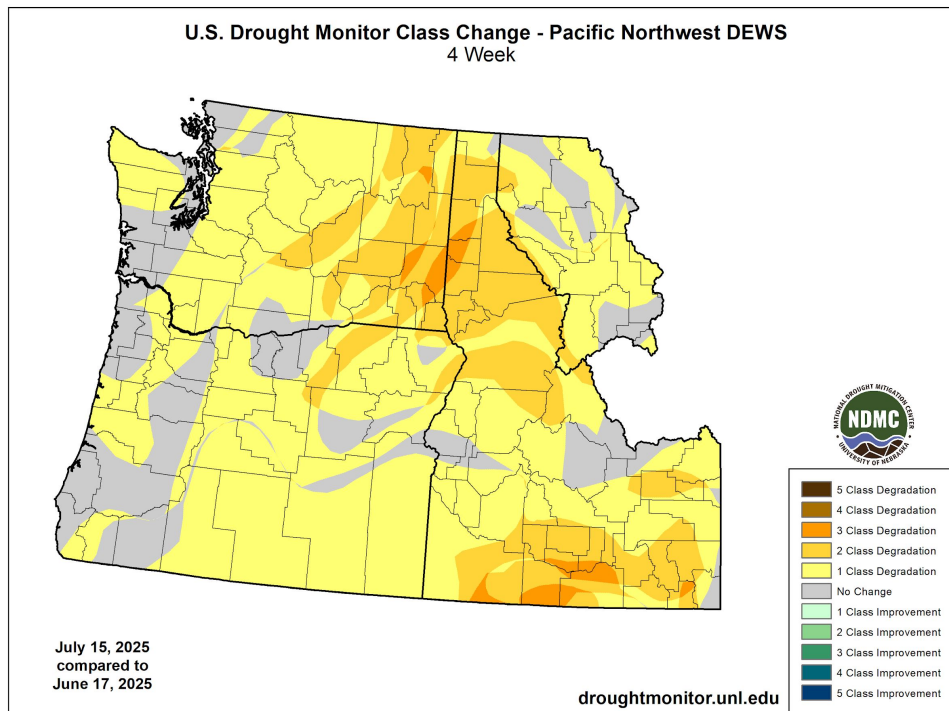 U.S. Drought Monitor Class Change - Pacific Northwest DEWS
4 Week
NATIONAL DROUGHT MITIGATION CENTER
NDMC
UNIVERSITY OF NEBRASKA
5 Class Degradation
4 Class Degradation
3 Class Degradation
2 Class Degradation
1 Class Degradation
No Change
1 Class Improvement
2 Class Improvement
3 Class Improvement
4 Class Improvement
5 Class Improvement
July 15, 2025
compared to
June 17, 2025
droughtmonitor.unl.edu